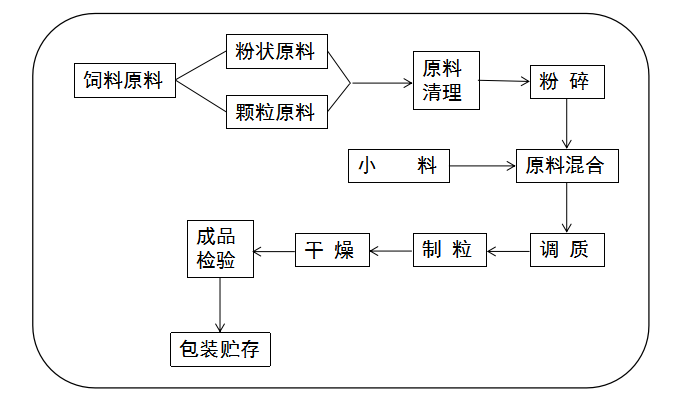 饲料原料
粉状原料
颗粒原料
原料
清理
粉 碎
小 料
原料混合
调 质
制 粒
干 燥
成品
检验
包装贮存